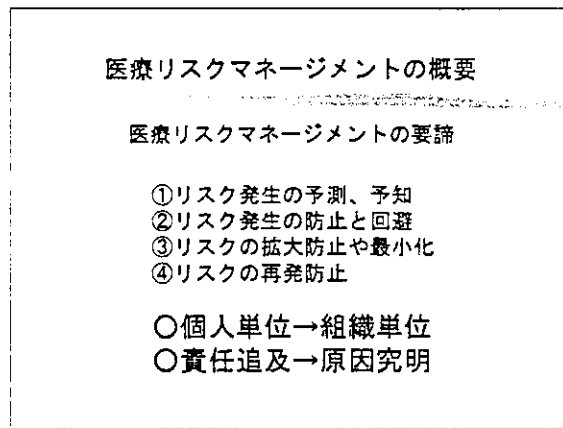 医療リスクマネージメントの概要
医療リスクマネージメントの要諦
①リスク発生の予測、予知
②リスク発生の防止と回避
③リスクの拡大防止や最小化
④リスクの再発防止
○個人単位→組織単位
○責任追及→原因究明